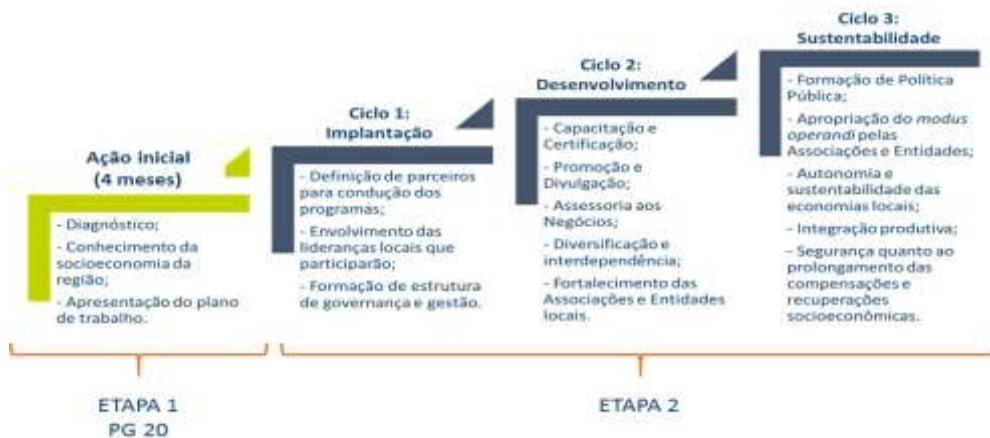 Ação inicial
(4 meses)
- Diagnóstico;
- Conhecimento da
socioeconomia da
região;
- Apresentação do plano
de trabalho.
Ciclo 1:
Implantação
- Definição de parceiros
para condução dos
programas;
- Envolvimento das
lideranças locais que
participarão;
- Formação de estrutura
de governança e gestão.
Ciclo 2:
Desenvolvimento
- Capacitação e
Certificação;
- Promoção e
Divulgação;
- Assessoria aos
Negócios;
- Diversificação e
interdependência;
- Fortalecimento das
Associações e Entidades
locais.
Ciclo 3:
Sustentabilidade
- Formação de Política
Pública;
- Apropriação do modus
operandi pelas
Associações e Entidades;
- Autonomia e
sustentabilidade das
economias locais;
- Integração produtiva;
- Segurança quanto ao
prolongamento das
compensações e
recuperações
socioeconômicas.
ETAPA 1
PG 20
ETAPA 2